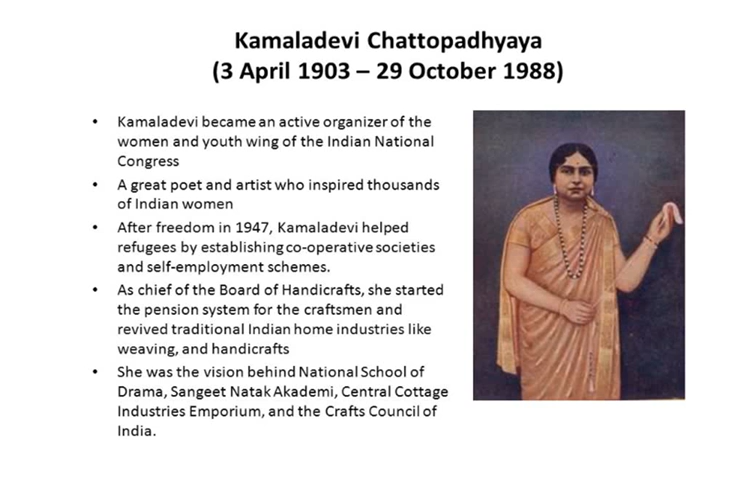 Kamaladevi Chattopadhyaya
(3 April 1903 – 29 October 1988)
• Kamaladevi became an active organizer of the
women and youth wing of the Indian National
Congress
• A great poet and artist who inspired thousands
of Indian women
• After freedom in 1947, Kamaladevi helped
refugees by establishing co-operative societies
and self-employment schemes.
• As chief of the Board of Handicrafts, she started
the pension system for the craftsmen and
revived traditional Indian home industries like
weaving, and handicrafts
• She was the vision behind National School of
Drama, Sangeet Natak Akademi, Central Cottage
Industries Emporium, and the Crafts Council of
India.